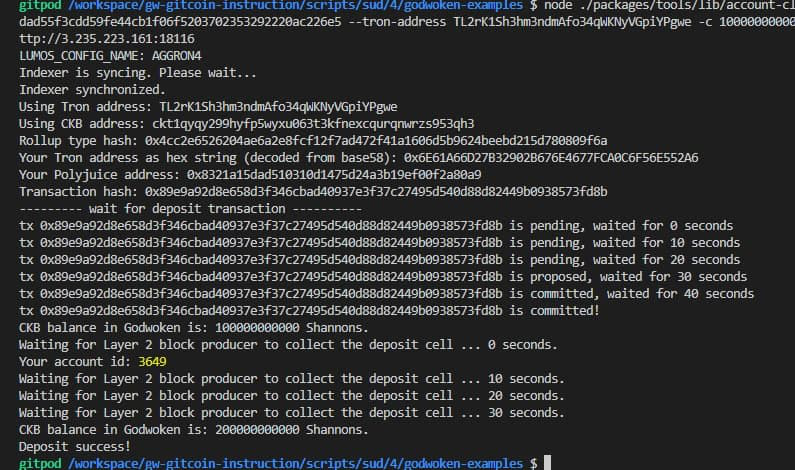 gitpod /workspace/gw-gitcoin-instruction/scripts/sud/4/godwoken-examples $ node ./packages/tools/lib/account-cl
dad55f3cdd59fe44cb1f06f5203702353292220ac226e5 --tron-address TL2rK1Sh3hm3ndmAfo34qWKNyVGpiYPgwe -c 10000000000
ttp://3.235.223.161:18116
LUMOS_CONFIG_NAME: AGGRON4
Indexer is syncing. Please wait...
Indexer synchronized.
Using Tron address: TL2rK1Sh3hm3ndmAfo34qWKNyVGpiYPgwe
Using CKB address: ckt1qyqy299hyfp5wyxu063t3kfnexcqurqnwrzs953qh3
Rollup type hash: 0x4cc2e6526204ae6a2e8fcf12f7ad472f41a1606d5b9624beebd215d780809f6a
Your Tron address as hex string (decoded from base58): 0x6E61A66D27B32902B676E4677FCA0C6F56E552A6
Your Polyjuice address: 0x8321a15dad510310d1475d24a3b19ef00f2a80a9
Transaction hash: 0x89e9a92d8e658d3f346cbad40937e3f37c27495d540d88d82449b0938573fd8b
--------- wait for deposit transaction ----------
tx 0x89e9a92d8e658d3f346cbad40937e3f37c27495d540d88d82449b0938573fd8b is pending, waited for 0 seconds
tx 0x89e9a92d8e658d3f346cbad40937e3f37c27495d540d88d82449b0938573fd8b is pending, waited for 10 seconds
tx 0x89e9a92d8e658d3f346cbad40937e3f37c27495d540d88d82449b0938573fd8b is pending, waited for 20 seconds
tx 0x89e9a92d8e658d3f346cbad40937e3f37c27495d540d88d82449b0938573fd8b is proposed, waited for 30 seconds
tx 0x89e9a92d8e658d3f346cbad40937e3f37c27495d540d88d82449b0938573fd8b is committed, waited for 40 seconds
tx 0x89e9a92d8e658d3f346cbad40937e3f37c27495d540d88d82449b0938573fd8b is committed!
CKB balance in Godwoken is: 100000000000 Shannons.
Waiting for Layer 2 block producer to collect the deposit cell ... 0 seconds.
Your account id: 3649
Waiting for Layer 2 block producer to collect the deposit cell ... 10 seconds.
Waiting for Layer 2 block producer to collect the deposit cell ... 20 seconds.
Waiting for Layer 2 block producer to collect the deposit cell ... 30 seconds.
CKB balance in Godwoken is: 200000000000 Shannons.
Deposit success!
gitpod /workspace/gw-gitcoin-instruction/scripts/sud/4/godwoken-examples $